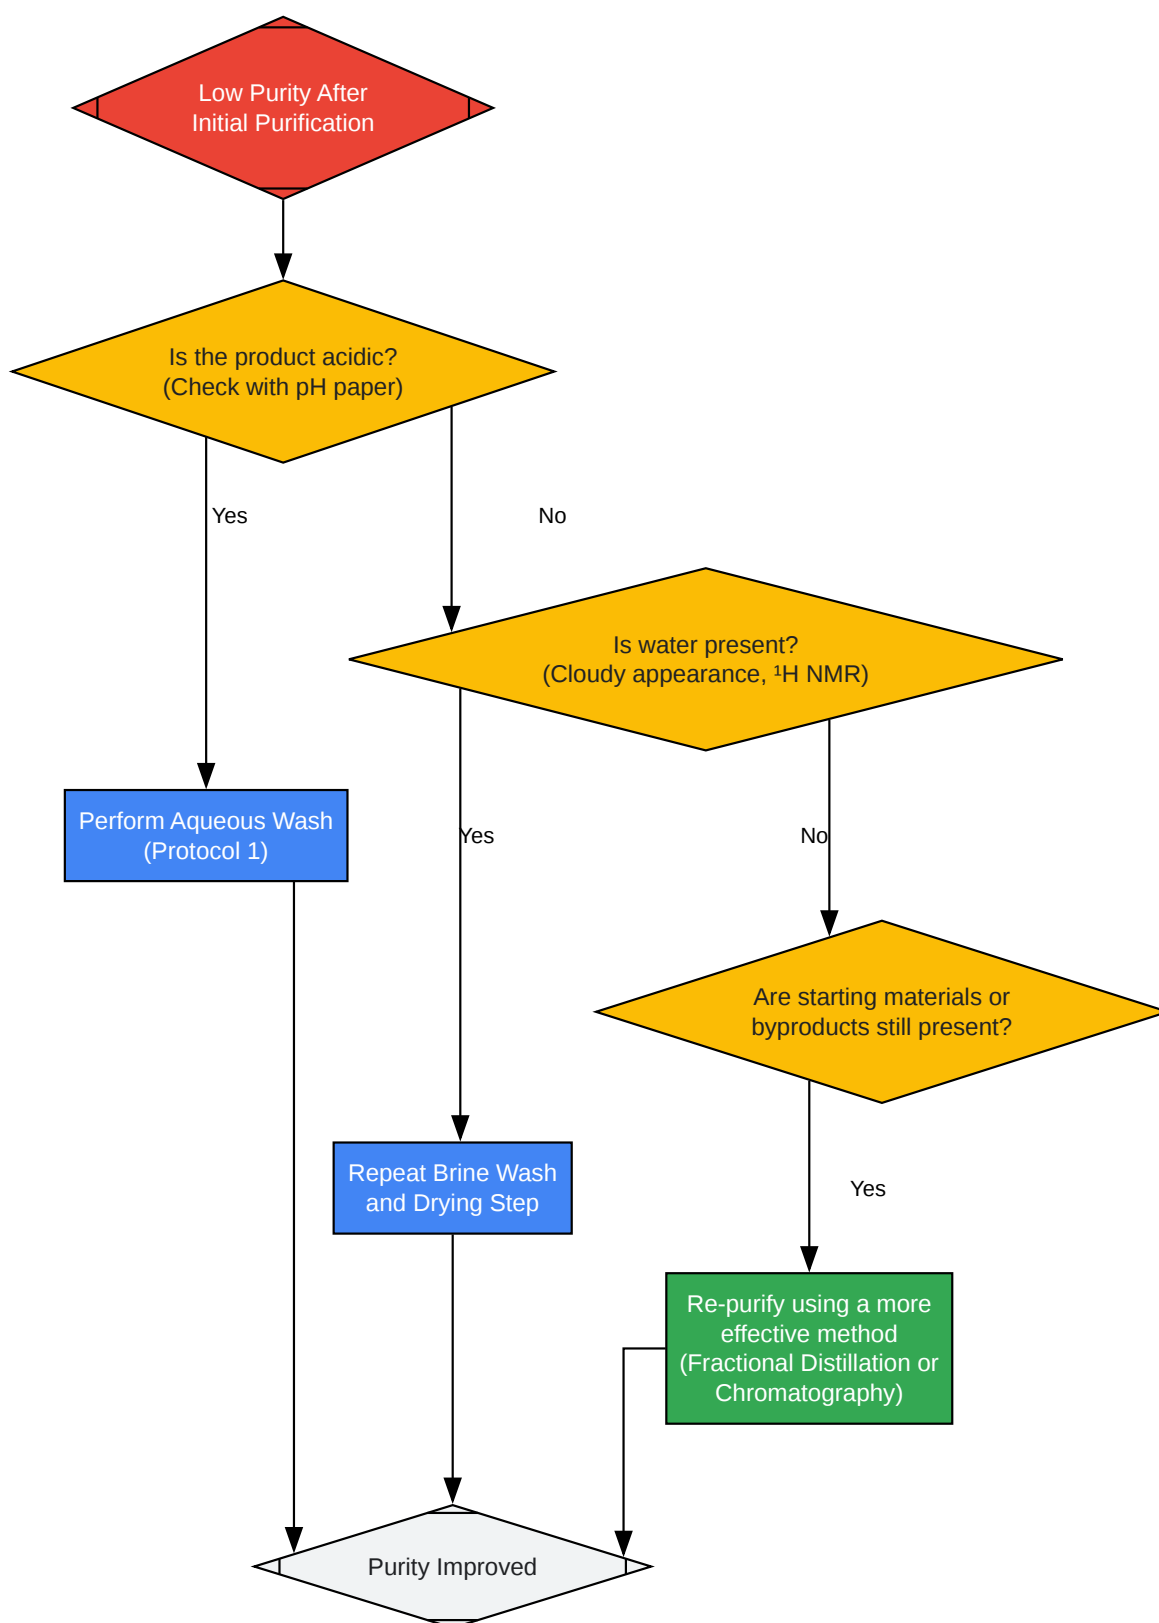 Low Purity After
Initial Purification
Is the product acidic?
(Check with pH paper)
Yes
No
Is water present?
(Cloudy appearance, ¹H NMR)
Perform Aqueous Wash
(Protocol 1)
Yes
No
Are starting materials or
byproducts still present?
Repeat Brine Wash
and Drying Step
Yes
Re-purify using a more
effective method
(Fractional Distillation or
Chromatography)
Purity Improved